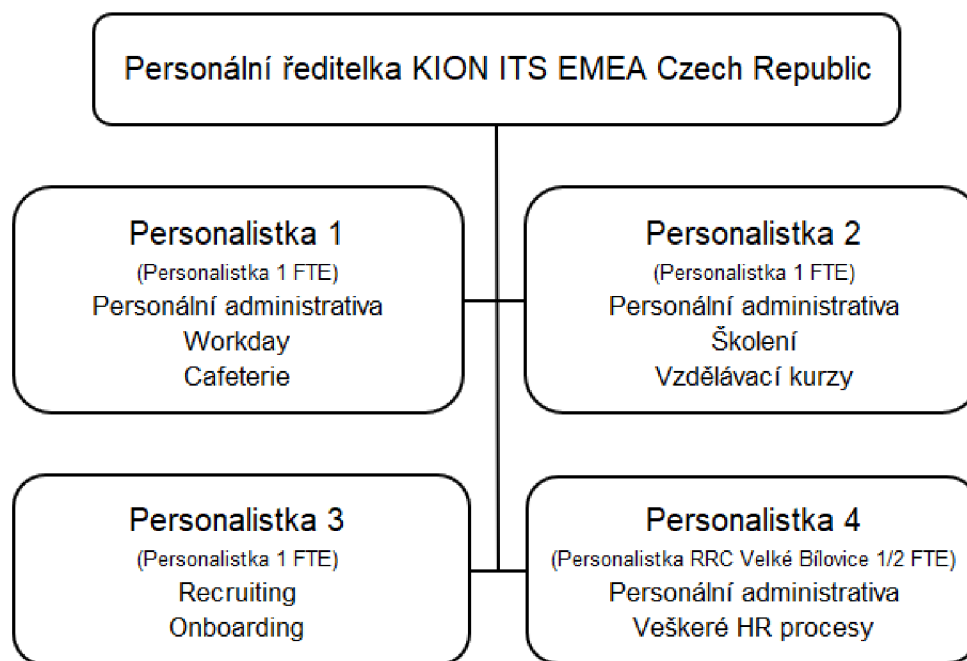 Personální ředitelka KION ITS EMEA Czech Republic
Personalistka 1
(Personalistka 1 FTE)
Personální administrativa
Workday
Cafeterie
Personalistka 2
(Personalistka 1 FTE)
Personální administrativa
Školení
Vzdělávací kurzy
Personalistka 3
(Personalistka 1 FTE)
Recruiting
Onboarding
Personalistka 4
(Personalistka RRC Velké Bílovice 1/2 FTE)
Personální administrativa
Veškeré HR procesy